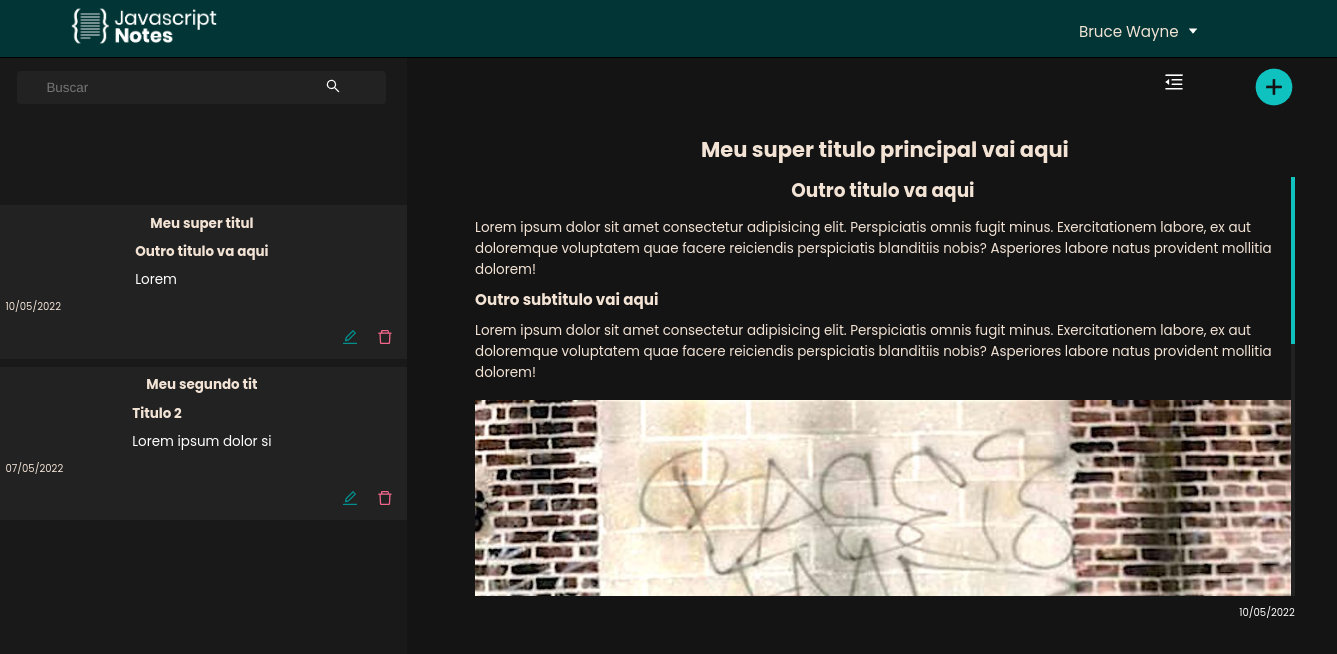 Javascript
Notes
Bruce Wayne
Buscar
Meu super titul
Outro titulo va aqui
Lorem
10/05/2022
Meu segundo tit
Titulo 2
Lorem ipsum dolor si
07/05/2022
Meu super titulo principal vai aqui
Outro titulo va aqui
Lorem ipsum dolor sit amet consectetur adipisicing elit. Perspiciatis omnis fugit minus. Exercitationem labore, ex aut
doloremque voluptatem quae facere reiciendis perspiciatis blanditiis nobis? Asperiores labore natus provident mollitia
dolorem!
Outro subtitulo vai aqui
Lorem ipsum dolor sit amet consectetur adipisicing elit. Perspiciatis omnis fugit minus. Exercitationem labore, ex aut
doloremque voluptatem quae facere reiciendis perspiciatis blanditiis nobis? Asperiores labore natus provident mollitia
dolorem!
10/05/2022